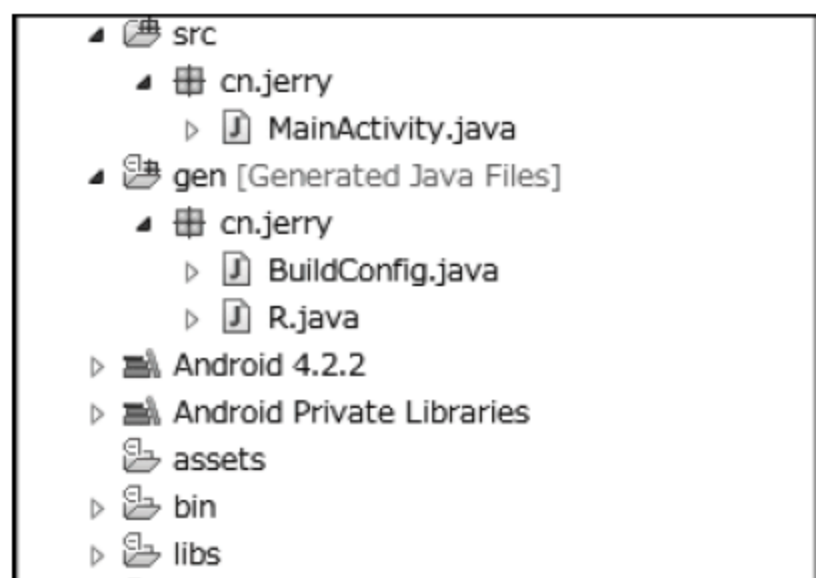 src
cn.jerry
MainActivity.java
gen [Generated Java Files]
cn.jerry
BuildConfig.java
R.java
Android 4.2.2
Android Private Libraries
assets
bin
libs